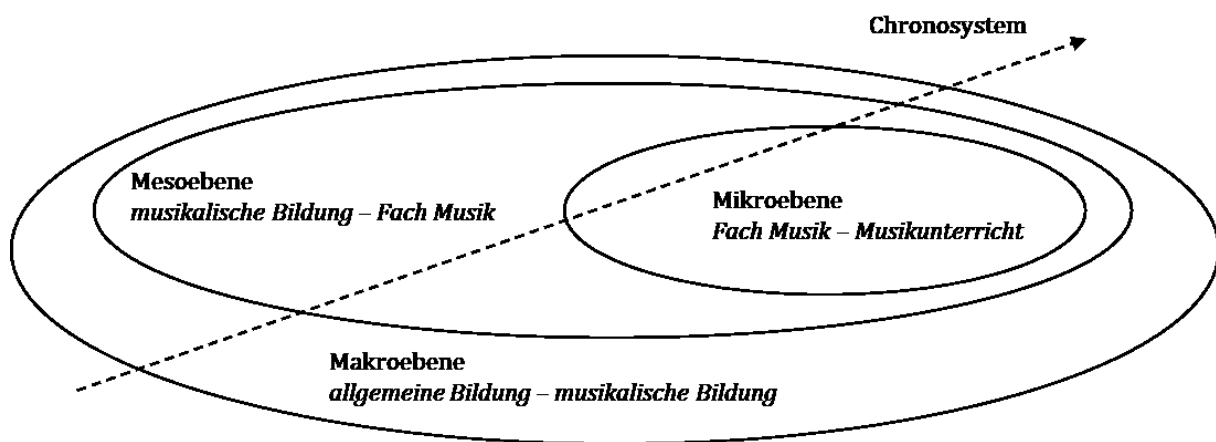 Chronosystem
Mesoebene
musikalische Bildung – Fach Musik
Mikroebene
Fach Musik – Musikunterricht
Makroebene
allgemeine Bildung – musikalische Bildung